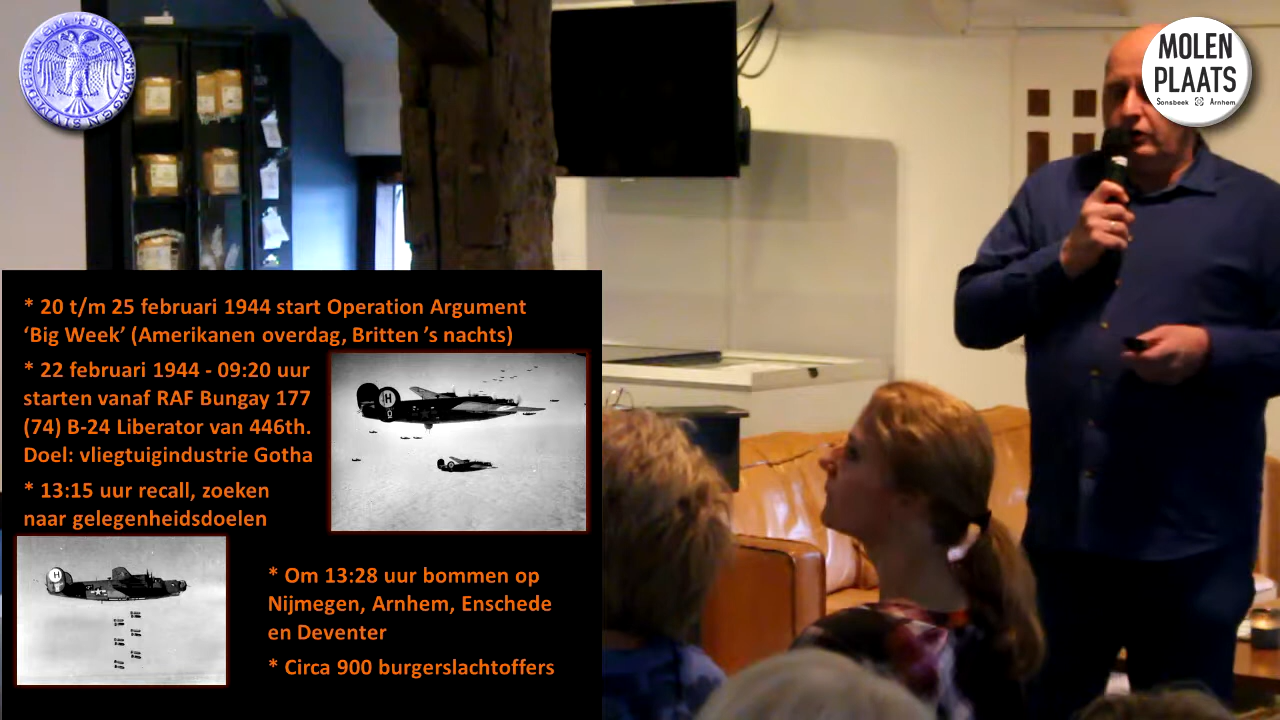 MOLEN
PLAATS
Sonsbeek Arnhem
* 20 t/m 25 februari 1944 start Operation Argument
‘Big Week’ (Amerikanen overdag, Britten ’s nachts)
* 22 februari 1944 - 09:20 uur
starten vanaf RAF Bungay 177
(74) B-24 Liberator van 446th.
Doel: vliegtuigindustrie Gotha
* 13:15 uur recall, zoeken
naar gelegenheidsdoelen
H
H
* Om 13:28 uur bommen op
Nijmegen, Arnhem, Enschede
en Deventer
* Circa 900 burgerslachtoffers